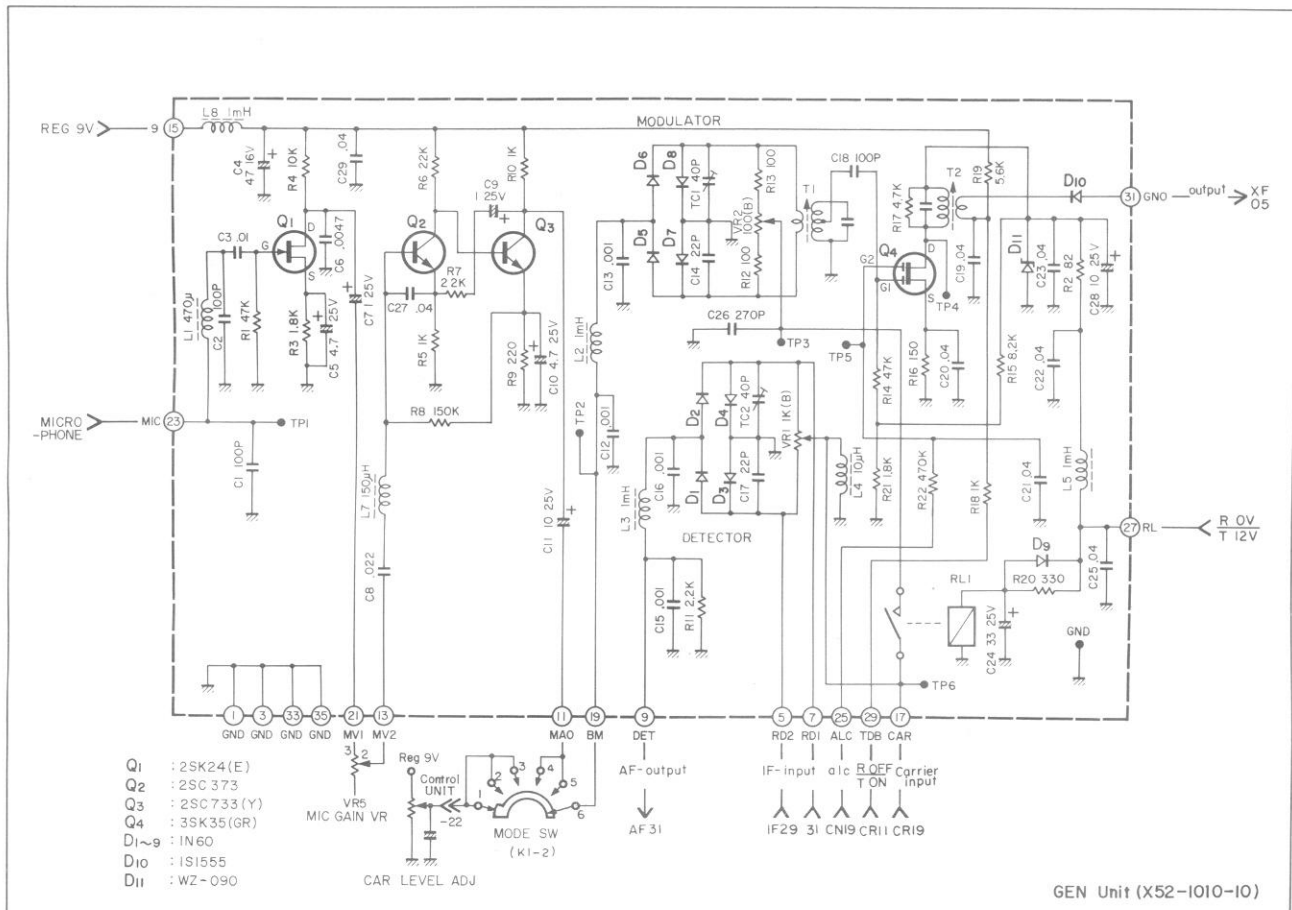 MODULATOR
REG 9V
9
15
L8 1mH
C4 47 16V
R4 10K
C29 .04
R6 22K
C9
1 25V
R10 1K
Q1
D
G
S
C3 .01
C6 .0047
L1 470μ
C2 100P
R1 47K
R3 1.8K
C5 4.7 25V
C7 1 25V
Q2
Q3
R7
2.2K
C27 .04
R5 1K
R9 220
C10 4.7 25V
R8 150K
MICRO
-PHONE
MIC
23
TP1
C1 100P
L7 150μH
C8 .022
C11 10 25V
L2 1mH
TP2
C12 .001
C13 .001
D6
D8
D5
D7
TC1 40P
C14 22P
R13 100
VR2
100(B)
R12 100
T1
C18 100P
C26 270P
TP3
L3 1mH
C16 .001
D2
D4
D1
D3
TC2 40P
C17 22P
VR1 1K(B)
DETECTOR
C15 .001
R11 2.2K
L4 10μH
TP5
R14 47K
R21 1.8K
R22 470K
R18 1K
R17 4.7K
Q4
G2
G1
D
S
TP4
T2
R16 150
C20 .04
C19 .04
R19
5.6K
R15 8.2K
D10
31
GNO
output
XF
05
D11
C23 .04
R2 82
C28 10 25V
C22 .04
C21 .04
L5 1mH
27
RL
R 0V
T 12V
D9
R20 330
C25 .04
RL1
C24 33 25V
GND
TP6
1
3
33
35
21
13
11
19
9
5
7
25
29
17
GND
GND
GND
GND
MV1
MV2
MAO
BM
DET
RD2
RD1
ALC
TDB
CAR
3
2
VR5
MIC GAIN VR
Reg 9V
Control
UNIT
-22
1
2
3
4
5
6
MODE SW
(K1-2)
CAR LEVEL ADJ
AF-output
AF31
IF-input
alc
R OFF
T ON
Carrier
input
IF29
31
CN19
CR11
CR19
Q1 : 2SK24(E)
Q2 : 2SC373
Q3 : 2SC733(Y)
Q4 : 3SK35(GR)
D1~9 : IN60
D10 : IS1555
D11 : WZ-090
GEN Unit (X52-1010-10)